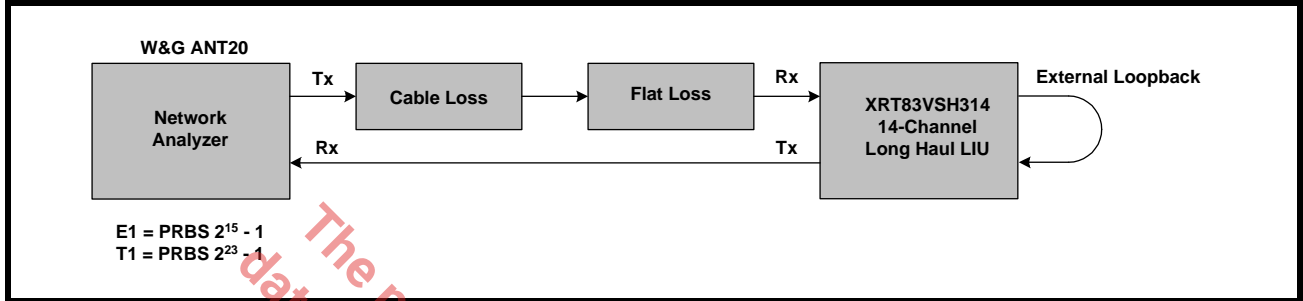 W&G ANT20
Network
Analyzer
Tx
Cable Loss
Flat Loss
Rx
XRT83VSH314
14-Channel
Long Haul LIU
External Loopback
Rx
Tx
E1 = PRBS 2¹⁵ - 1
T1 = PRBS 2²³ - 1
The